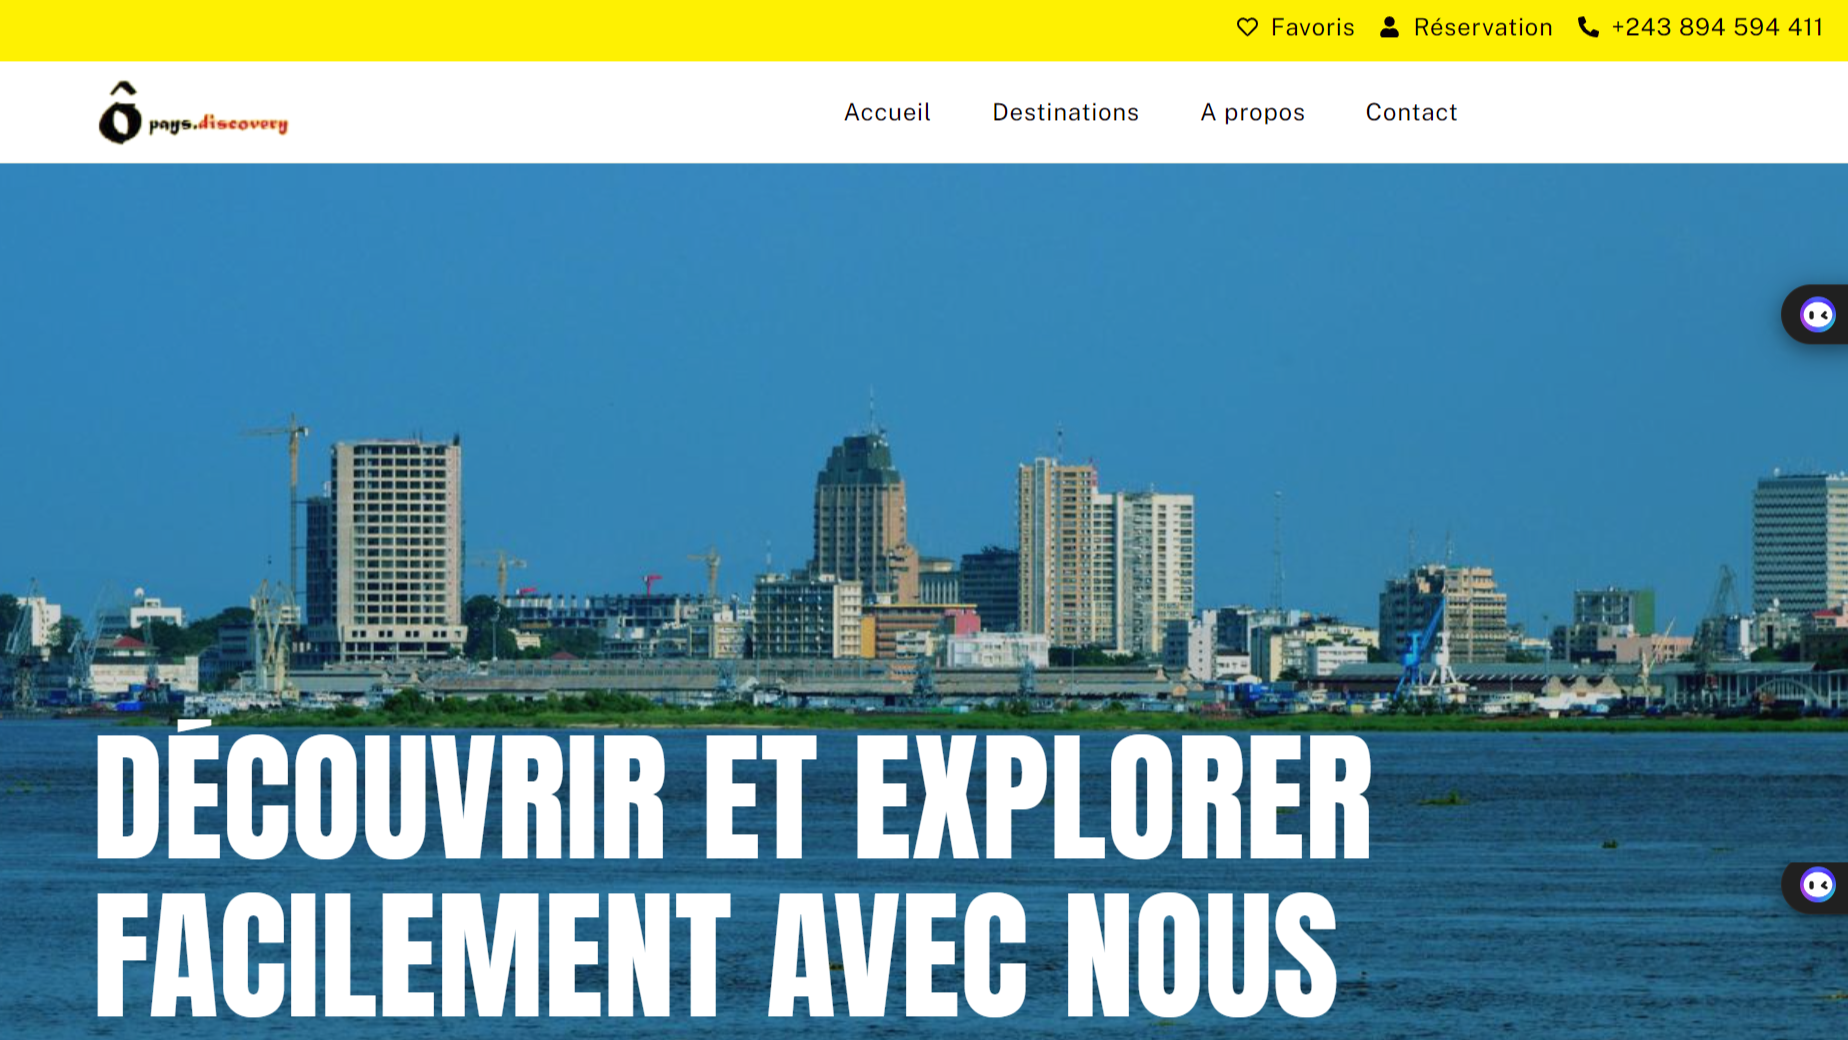 Favoris Réservation +243 894 594 411
Ô pays.discovery
Accueil Destinations A propos Contact
DÉCOUVRIR ET EXPLORER
FACILEMENT AVEC NOUS